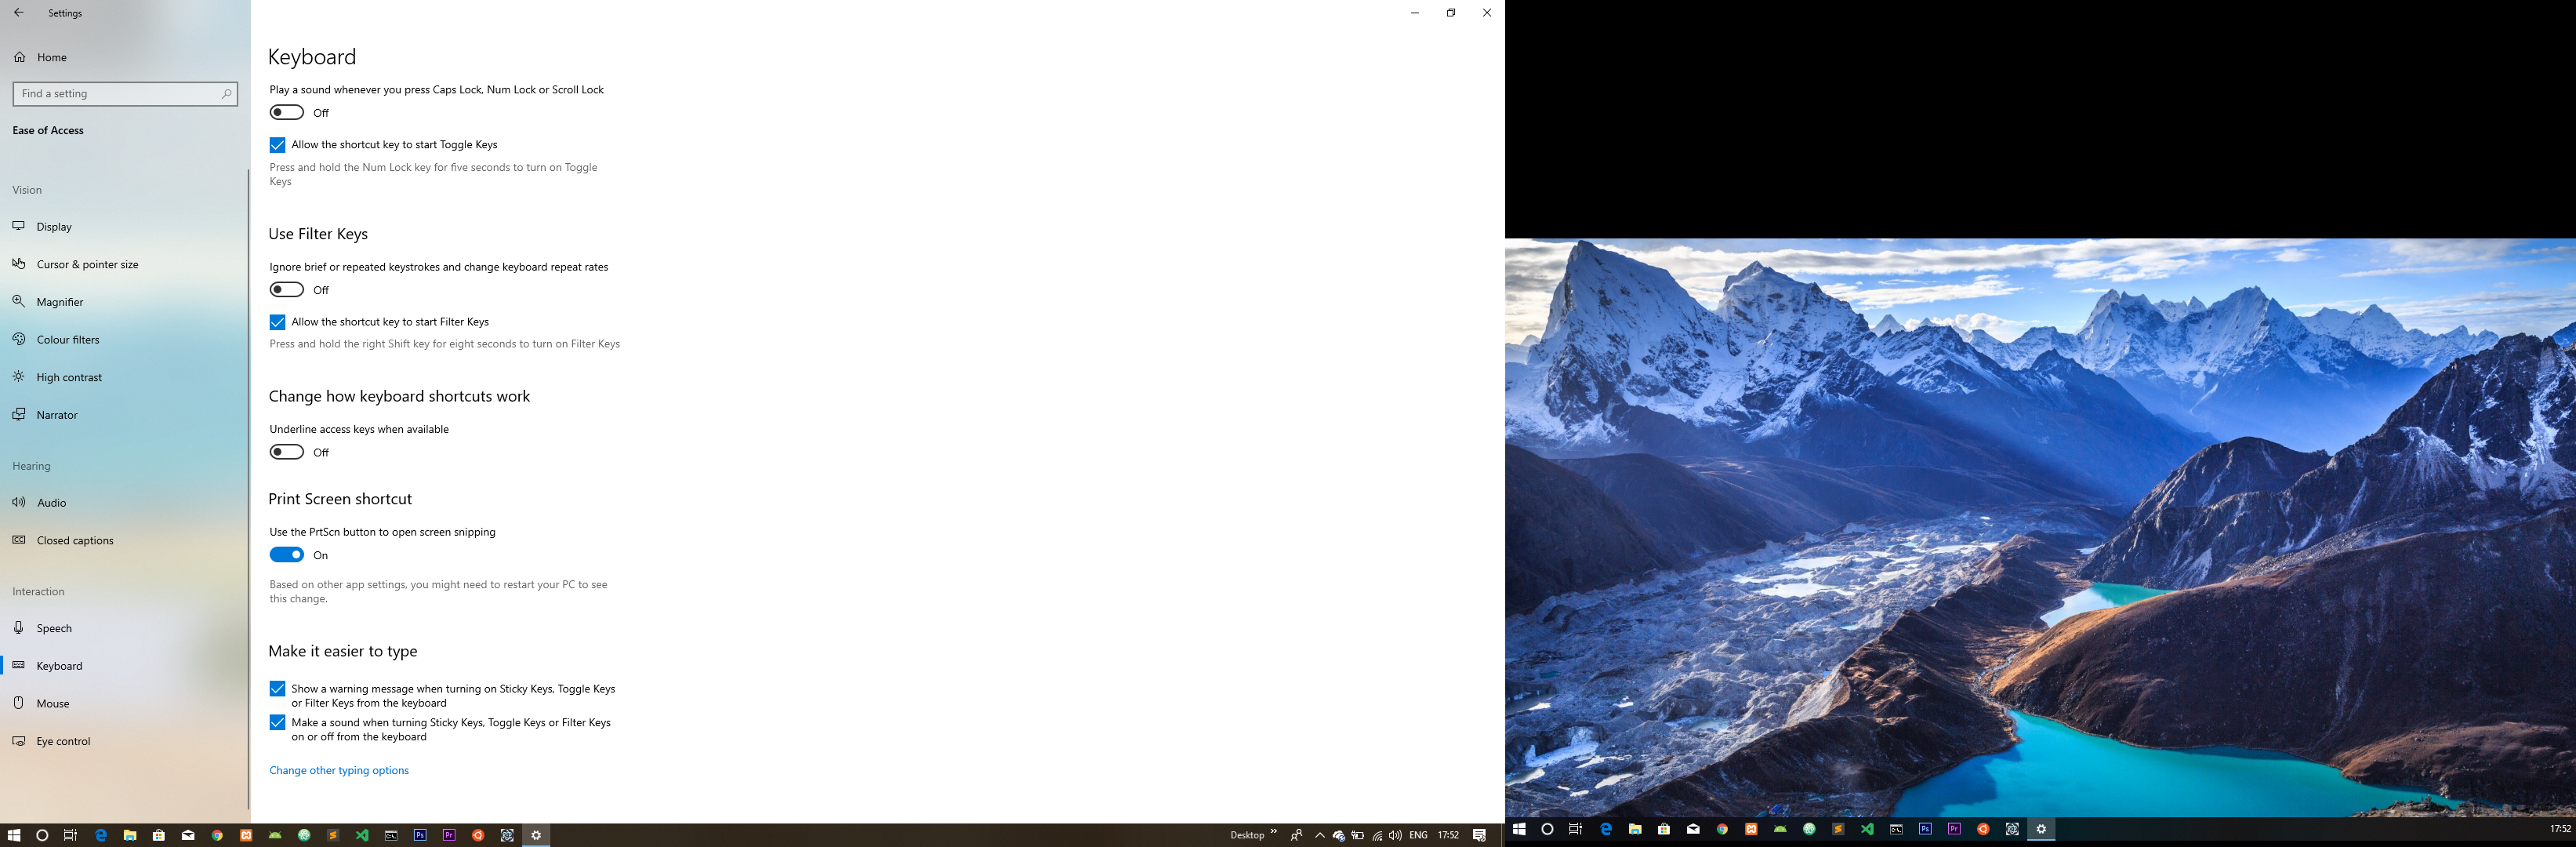 Settings
Home
Find a setting
Ease of Access
Vision
Display
Cursor & pointer size
Magnifier
Colour filters
High contrast
Narrator
Hearing
Audio
Closed captions
Interaction
Speech
Keyboard
Mouse
Eye control
Keyboard
Play a sound whenever you press Caps Lock, Num Lock or Scroll Lock
Off
Allow the shortcut key to start Toggle Keys
Press and hold the Num Lock key for five seconds to turn on Toggle
Keys
Use Filter Keys
Ignore brief or repeated keystrokes and change keyboard repeat rates
Off
Allow the shortcut key to start Filter Keys
Press and hold the right Shift key for eight seconds to turn on Filter Keys
Change how keyboard shortcuts work
Underline access keys when available
Off
Print Screen shortcut
Use the PrtScn button to open screen snipping
On
Based on other app settings, you might need to restart your PC to see
this change.
Make it easier to type
Show a warning message when turning on Sticky Keys, Toggle Keys
or Filter Keys from the keyboard
Make a sound when turning Sticky Keys, Toggle Keys or Filter Keys
on or off from the keyboard
Change other typing options
Ps
Pr
Desktop
ENG
17:52
Ps
Pr
17:52